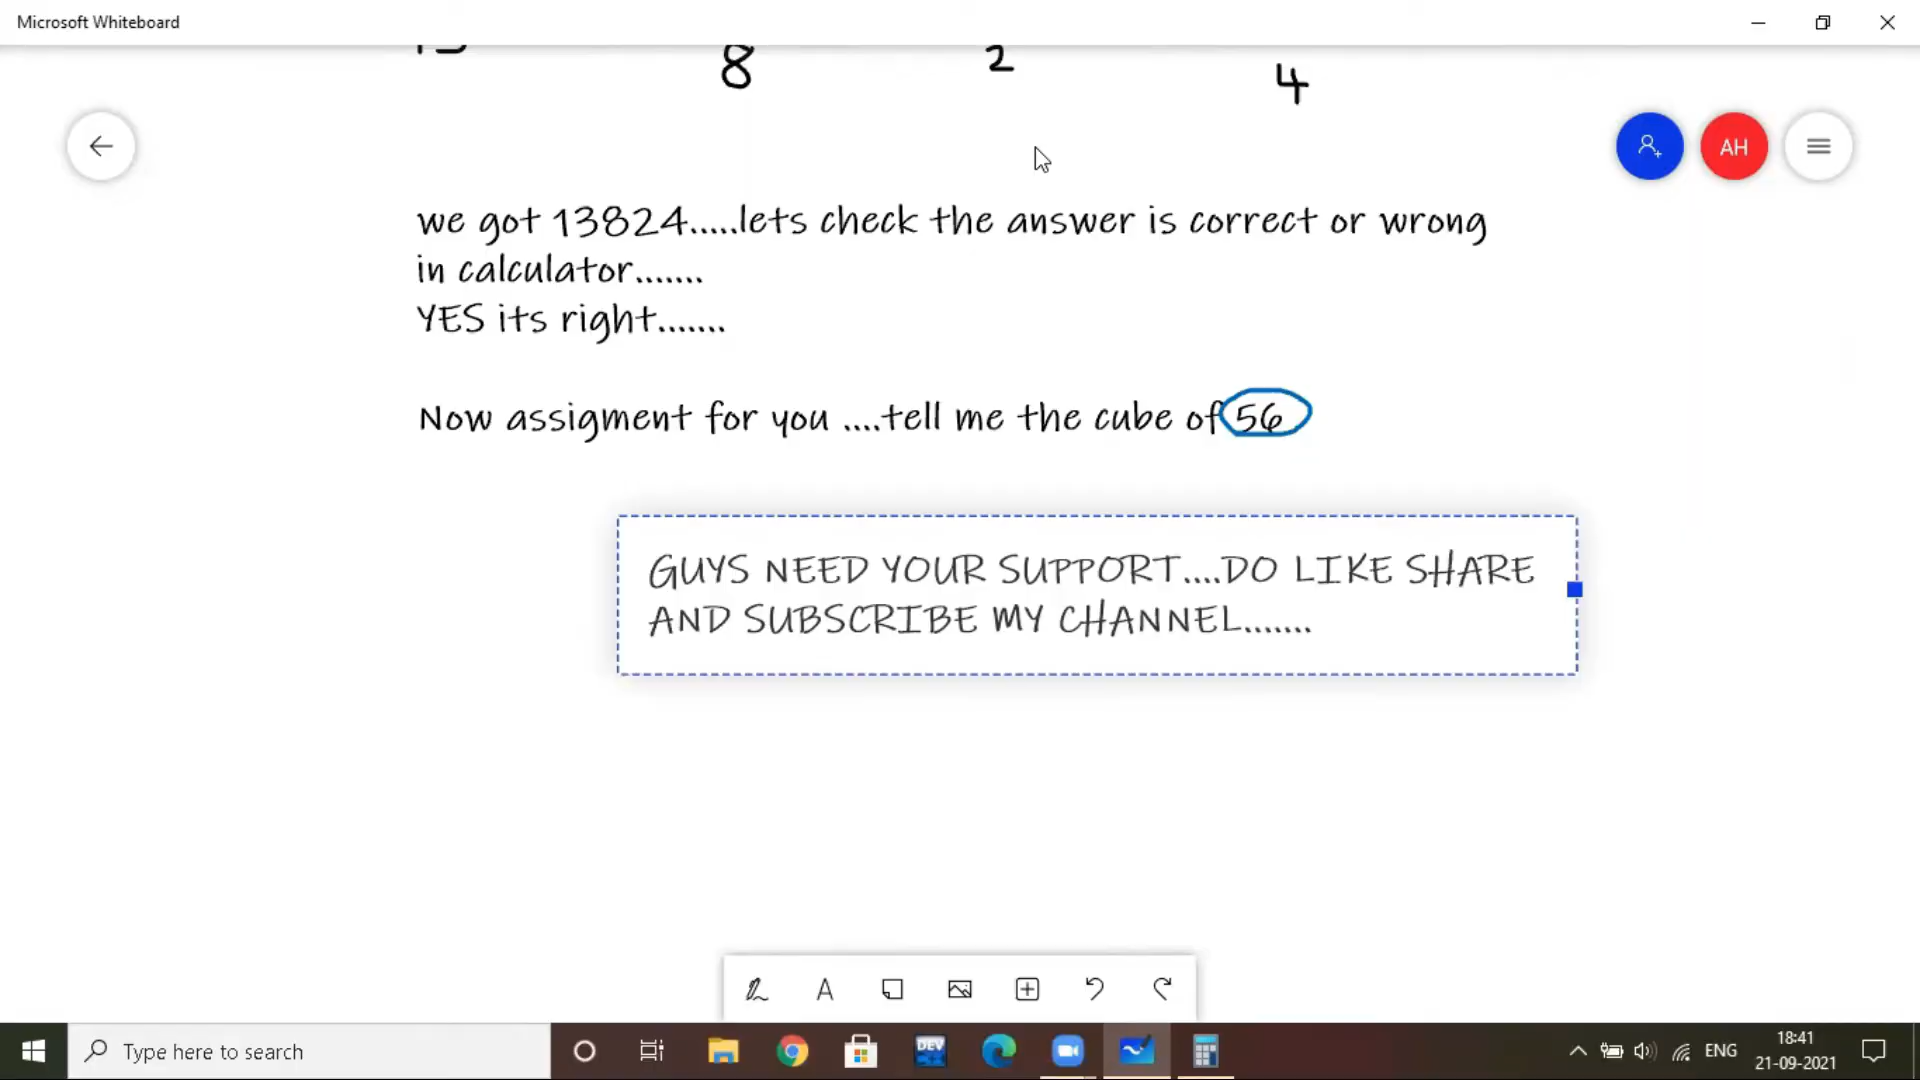 Microsoft Whiteboard
8 2 4
AH
we got 13824.....lets check the answer is correct or wrong
in calculator.......
YES its right.......
Now assigment for you ....tell me the cube of 56
GUYS NEED YOUR SUPPORT....DO LIKE SHARE
AND SUBSCRIBE MY CHANNEL.......
Type here to search
DEV
ENG
18:41
21-09-2021